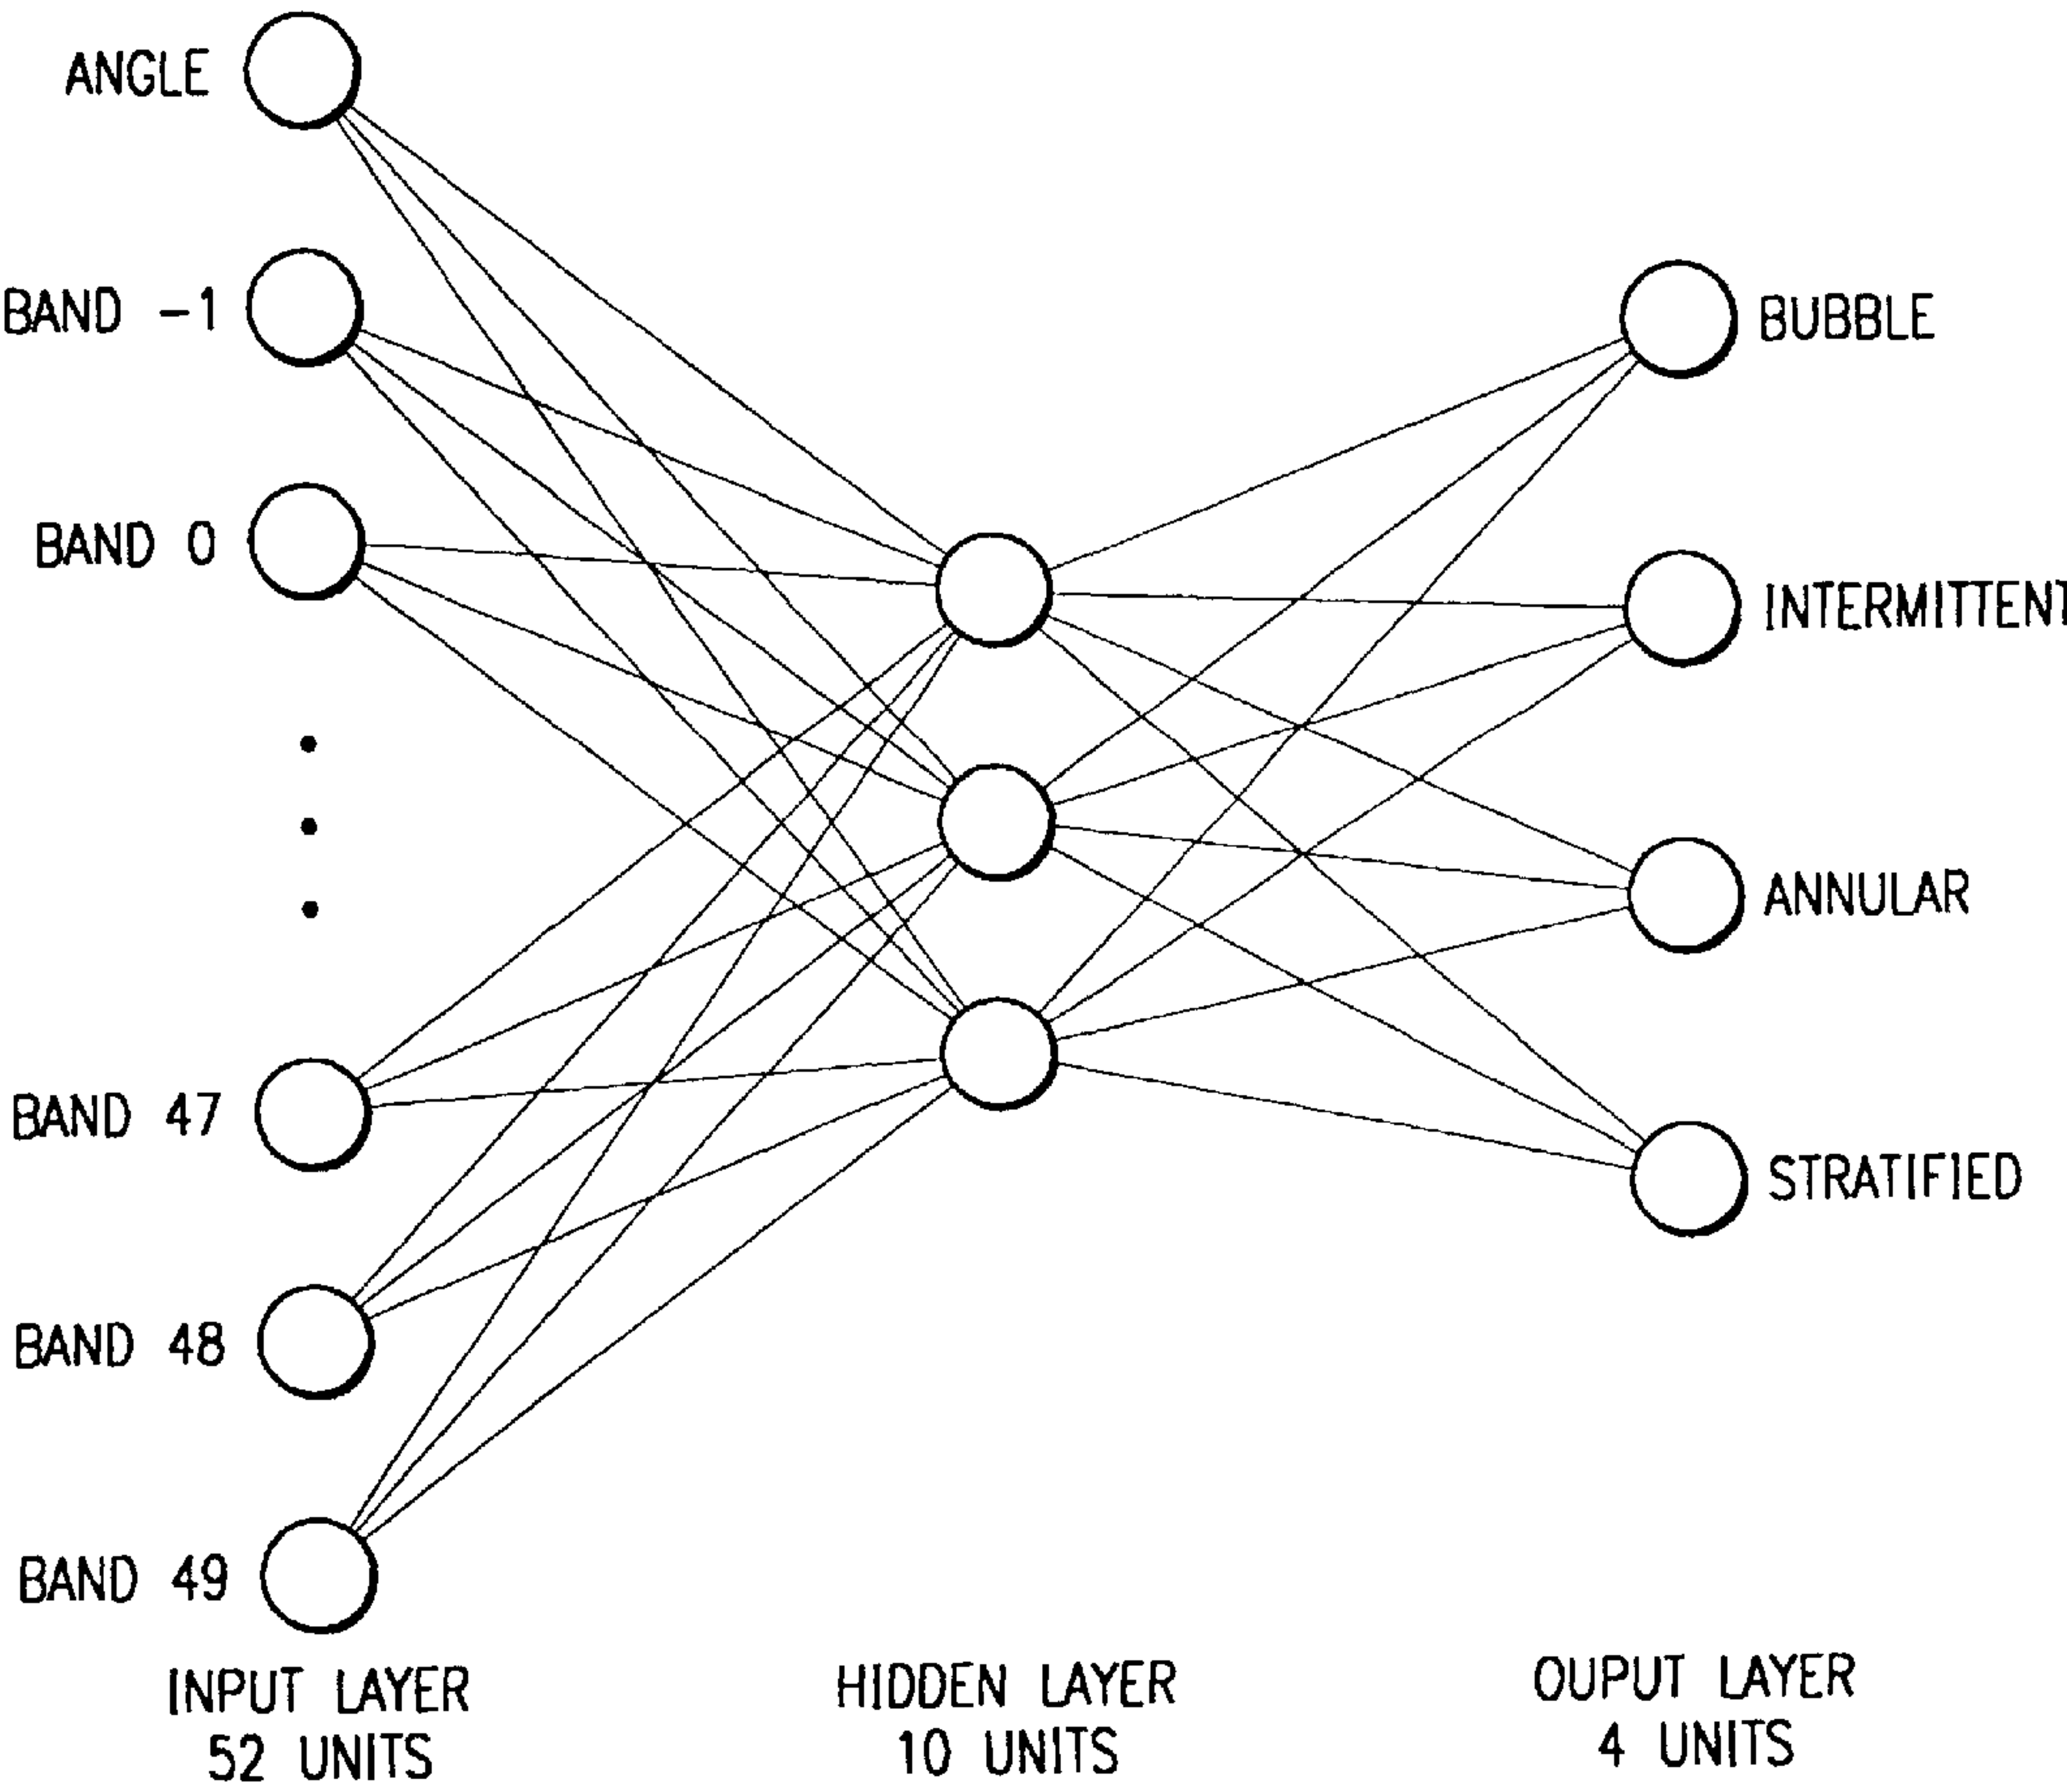 ANGLE
BAND -1
BAND 0
BAND 47
BAND 48
BAND 49
BUBBLE
INTERMITTENT
ANNULAR
STRATIFIED
INPUT LAYER
52 UNITS
HIDDEN LAYER
10 UNITS
OUPUT LAYER
4 UNITS